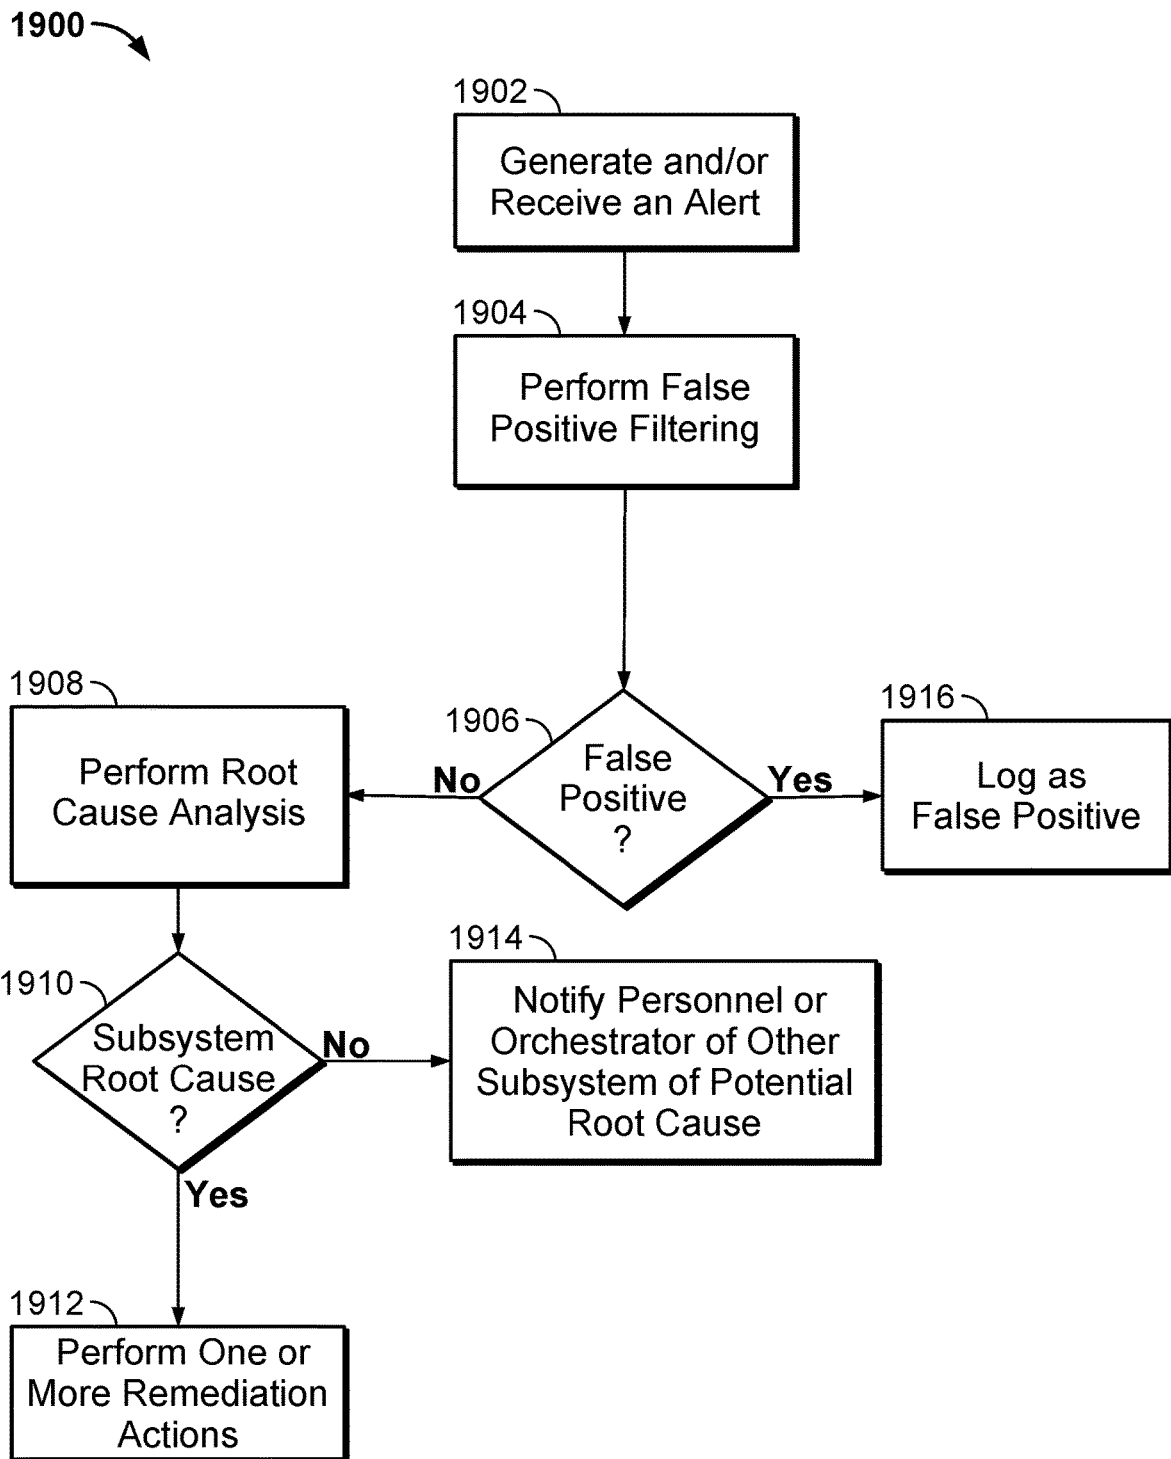 1900
1902
Generate and/or
Receive an Alert
1904
Perform False
Positive Filtering
1908
Perform Root
Cause Analysis
No
1906
False
Positive
?
Yes
1916
Log as
False Positive
1910
Subsystem
Root Cause
?
No
1914
Notify Personnel or
Orchestrator of Other
Subsystem of Potential
Root Cause
Yes
1912
Perform One or
More Remediation
Actions